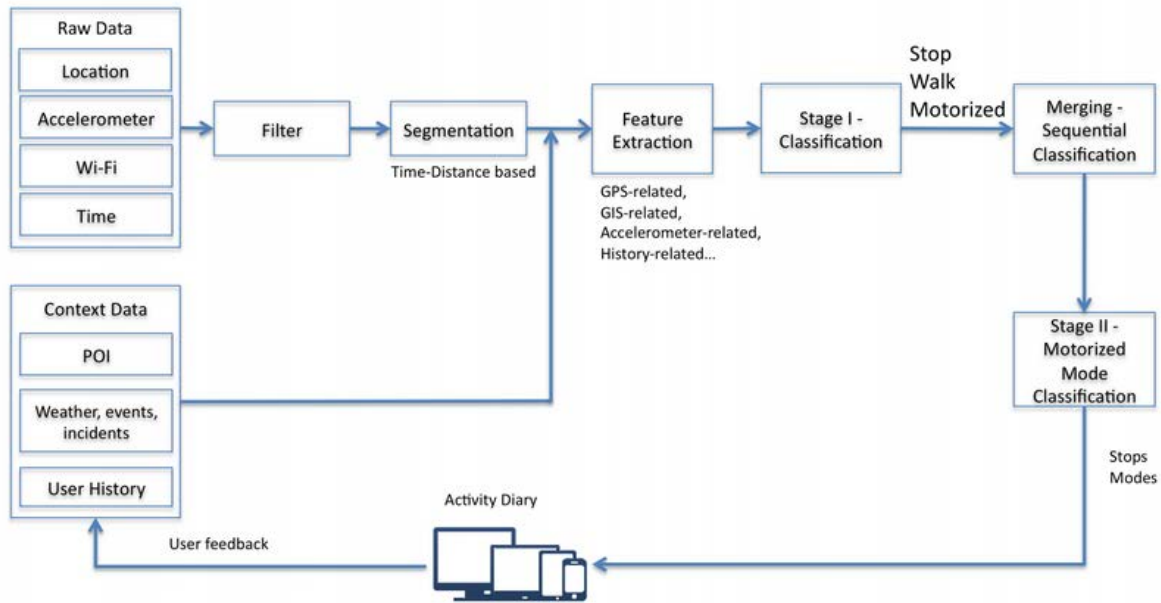 Raw Data
Location
Accelerometer
Wi-Fi
Time
Filter
Segmentation
Time-Distance based
Feature
Extraction
GPS-related,
GIS-related,
Accelerometer-related,
History-related...
Stage I -
Classification
Stop
Walk
Motorized
Merging -
Sequential
Classification
Context Data
POI
Weather, events,
incidents
User History
Stage II -
Motorized
Mode
Classification
Stops
Modes
Activity Diary
User feedback